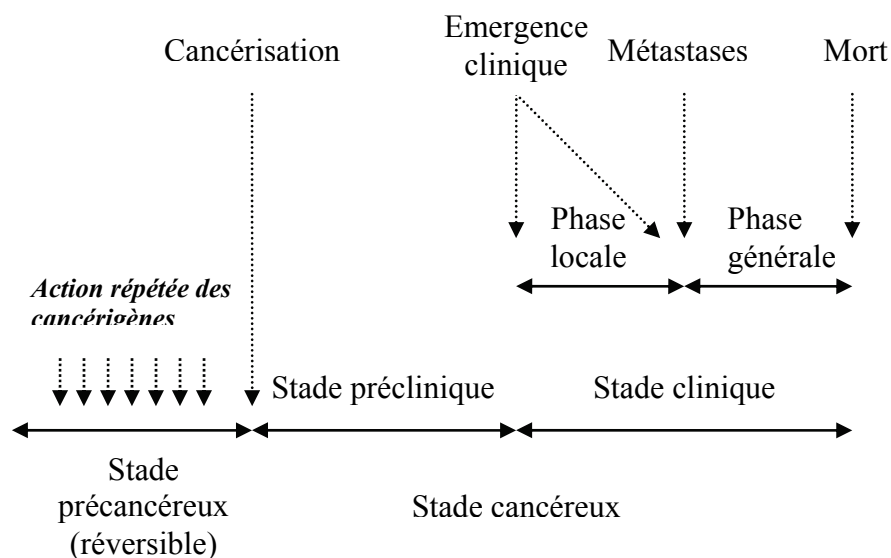 Cancérisation
Emergence
clinique
Métastases
Mort
Phase
locale
Phase
générale
Action répétée des
cancérigènes
Stade préclinique
Stade clinique
Stade
précancéreux
(réversible)
Stade cancéreux